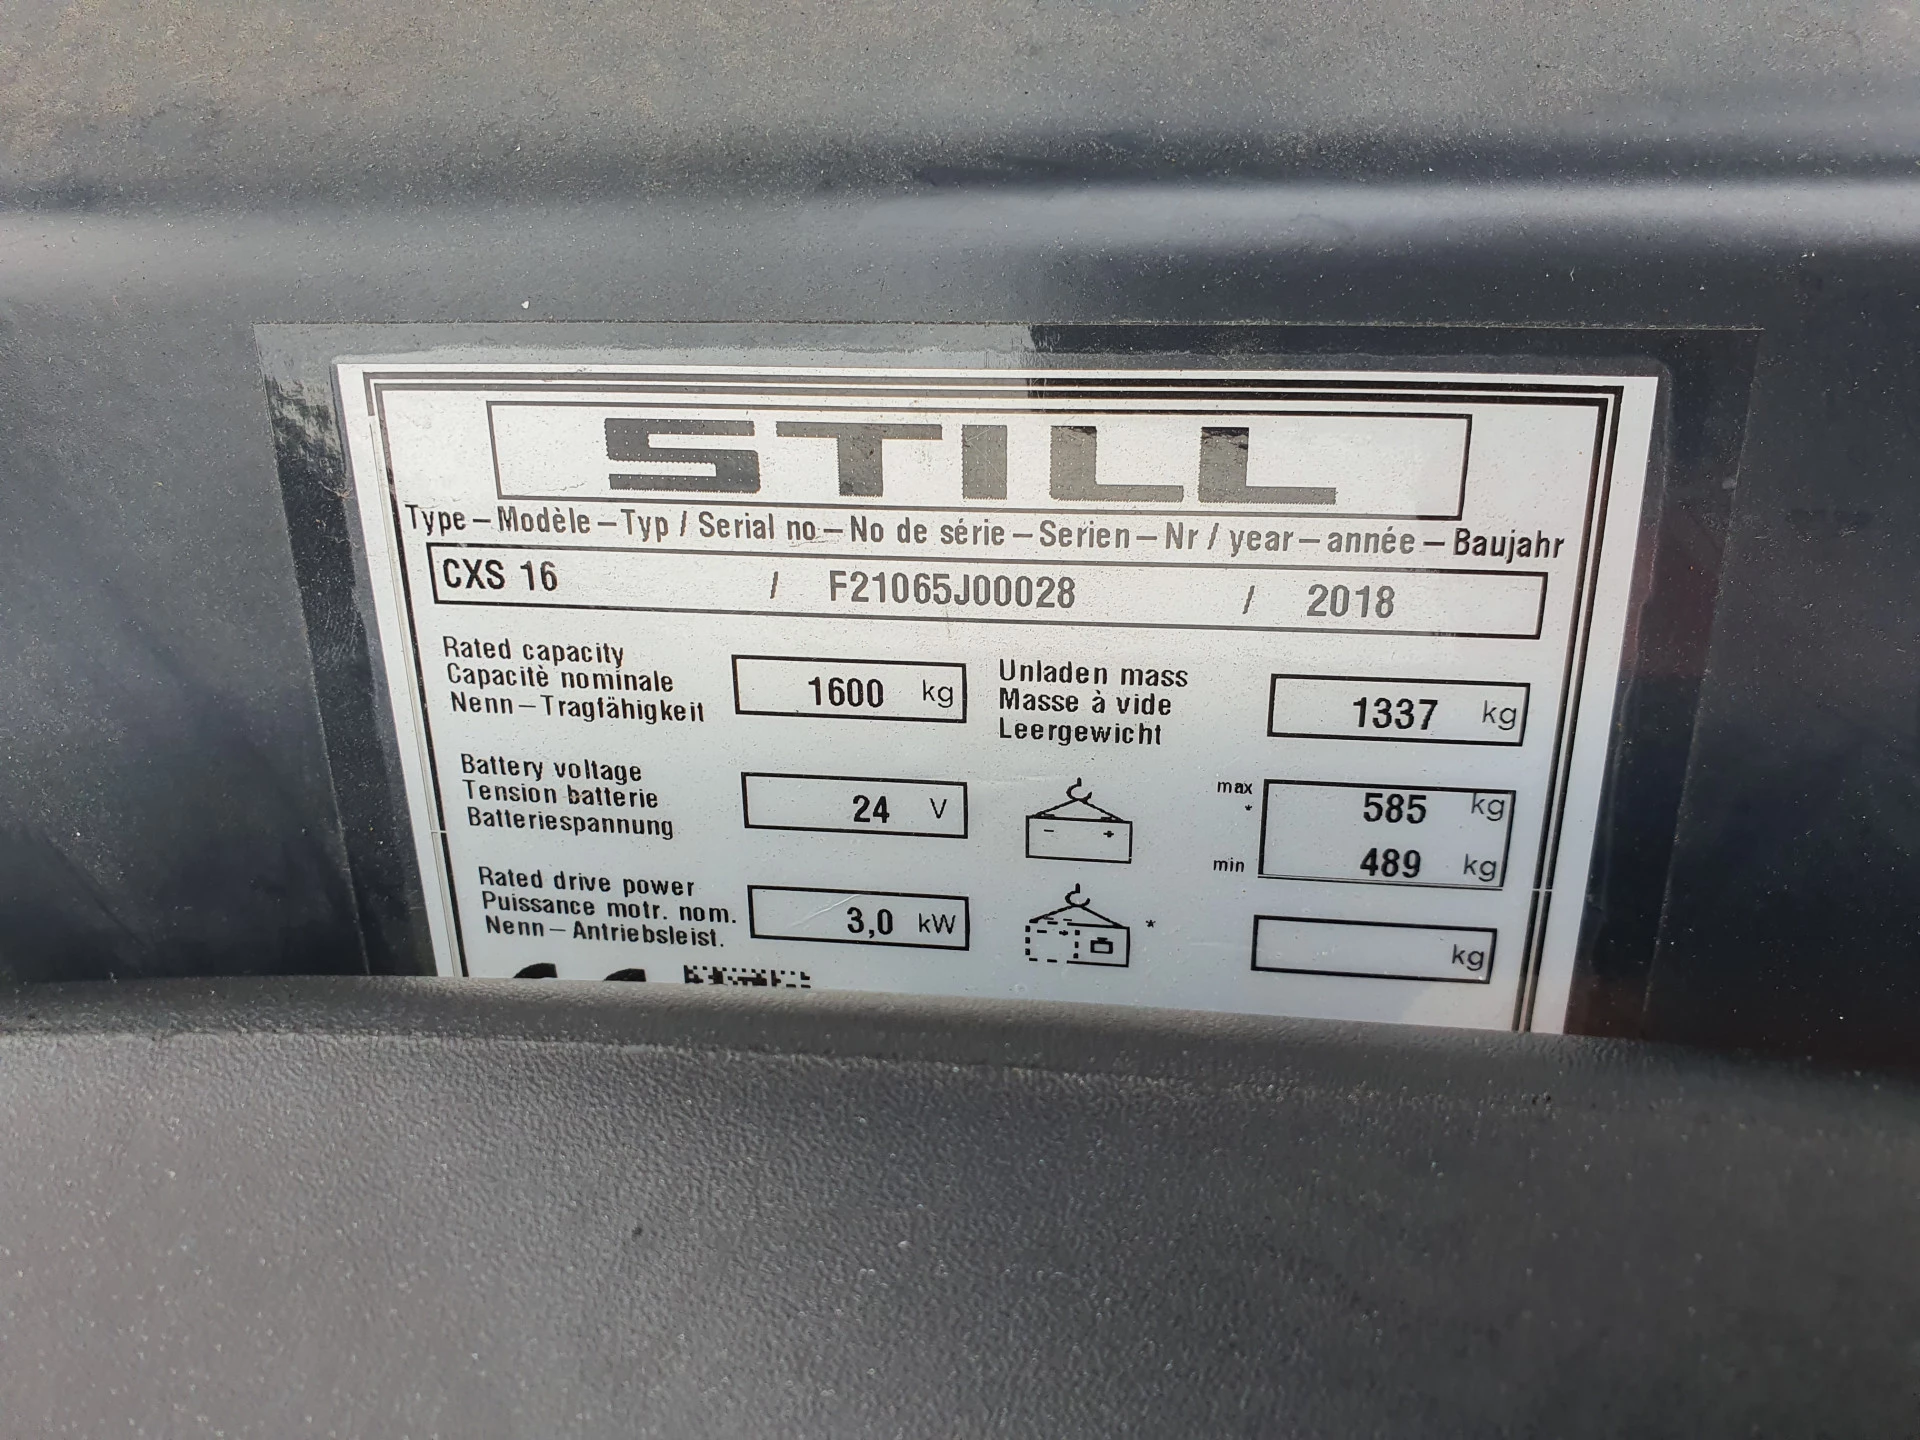 STILL
Type – Modèle – Typ / Serial no – No de série – Serien – Nr / year – année – Baujahr
CXS 16 / F21065J00028 / 2018
Rated capacity
Capacitè nominale
Nenn – Tragfähigkeit
1600 kg
Unladen mass
Masse à vide
Leergewicht
1337 kg
Battery voltage
Tension batterie
Batteriespannung
24 V
- +
max
*
585 kg
min
489 kg
Rated drive power
Puissance motr. nom.
Nenn – Antriebsleist.
3,0 kW
*
kg